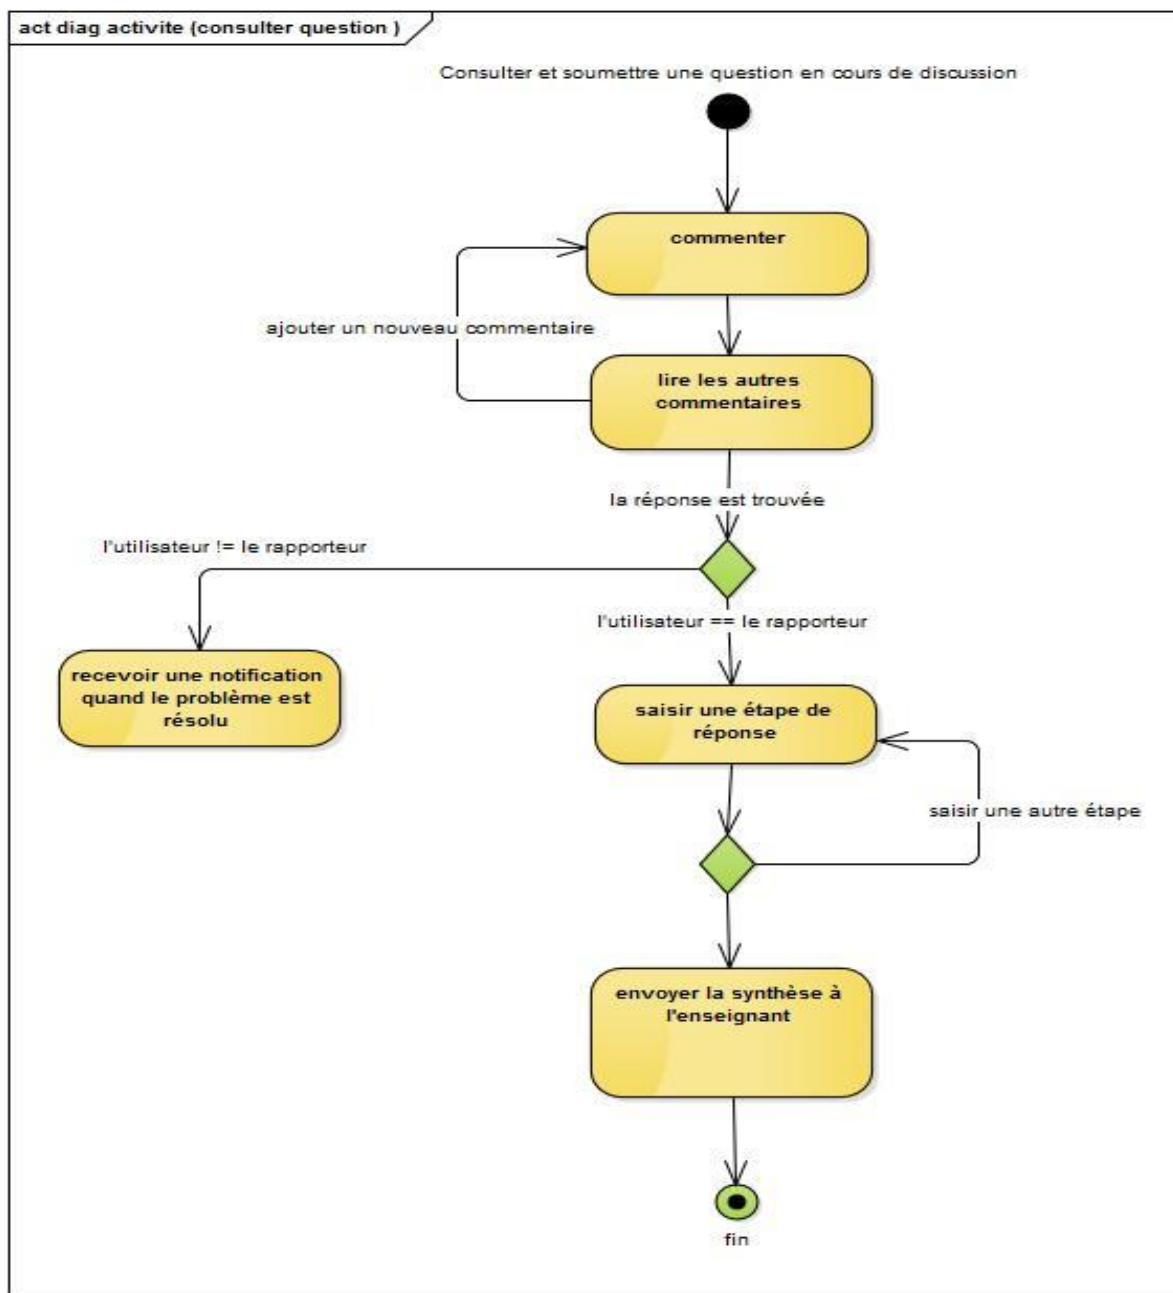 act diag activite (consulter question )
Consulter et soumettre une question en cours de discussion
commenter
ajouter un nouveau commentaire
lire les autres
commentaires
la réponse est trouvée
l'utilisateur != le rapporteur
l'utilisateur == le rapporteur
recevoir une notification
quand le problème est
résolu
saisir une étape de
réponse
saisir une autre étape
envoyer la synthèse à
l'enseignant
fin